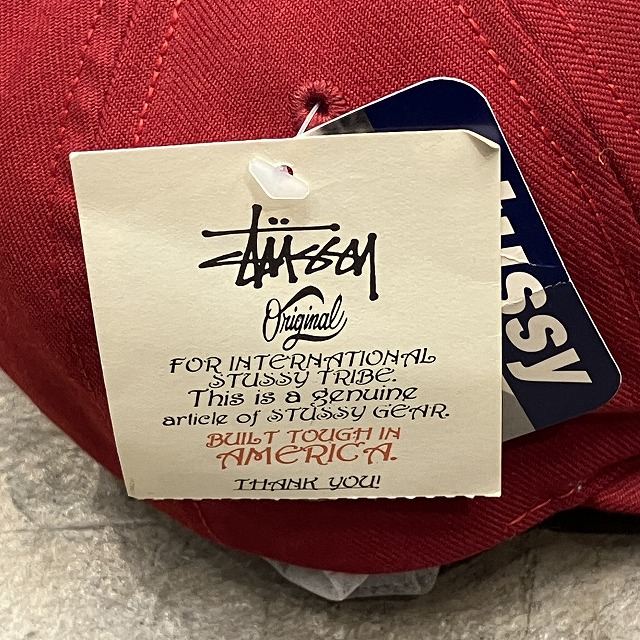 Stüssy
Original
FOR INTERNATIONAL
STUSSY TRIBE.
This is a genuine
article of STUSSY GEAR.
BUILT TOUGH IN
AMERICA.
THANK YOU!
ussy